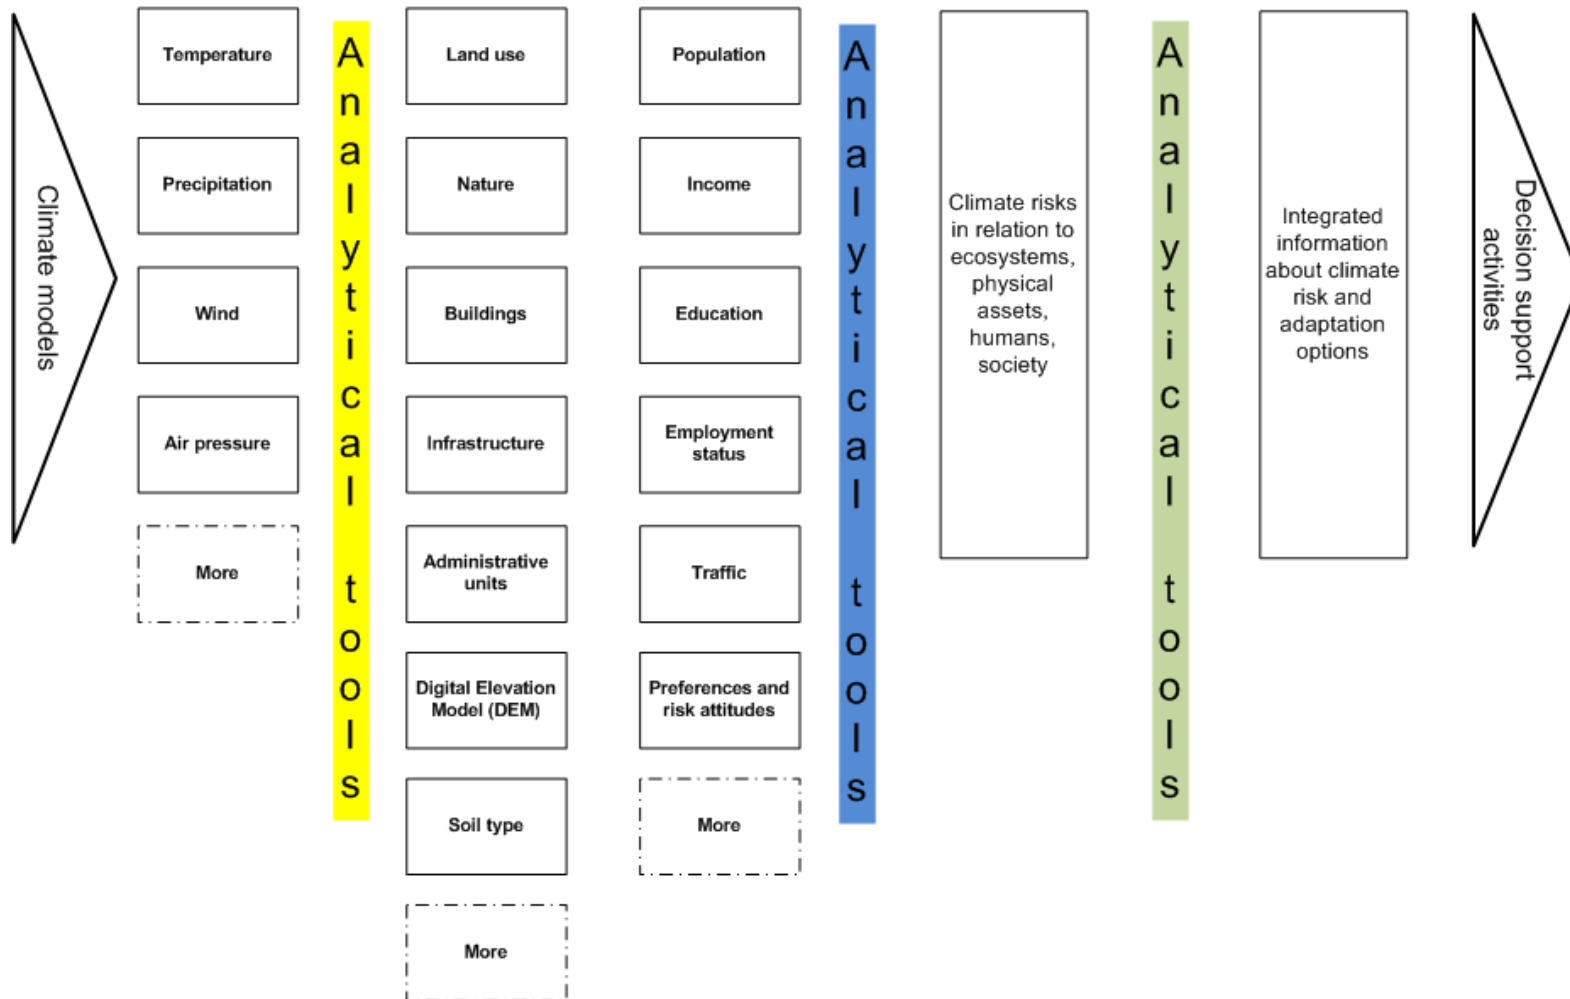 Climate models
Temperature
Precipitation
Wind
Air pressure
More
Analytical tools
Land use
Nature
Buildings
Infrastructure
Administrative
units
Digital Elevation
Model (DEM)
Soil type
More
Population
Income
Education
Employment
status
Traffic
Preferences and
risk attitudes
More
Analytical tools
Climate risks
in relation to
ecosystems,
physical
assets,
humans,
society
Analytical tools
Integrated
information
about climate
risk and
adaptation
options
Decision support
activities